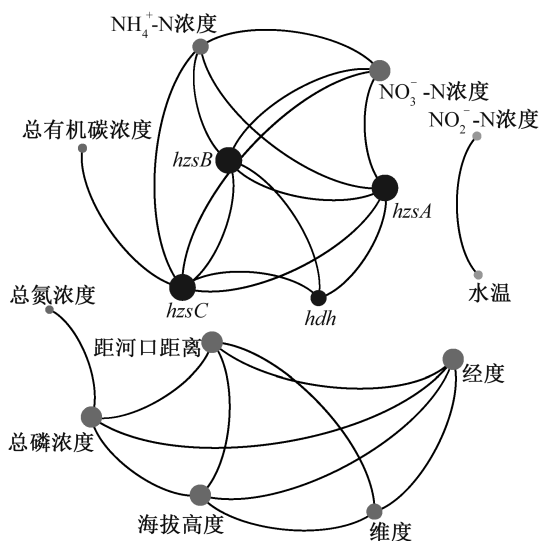 NH₄⁺-N浓度
NO₃⁻-N浓度
总有机碳浓度
NO₂⁻-N浓度
hzsB
hzsA
总氮浓度
hzsC
hdh
水温
距河口距离
经度
总磷浓度
海拔高度
维度